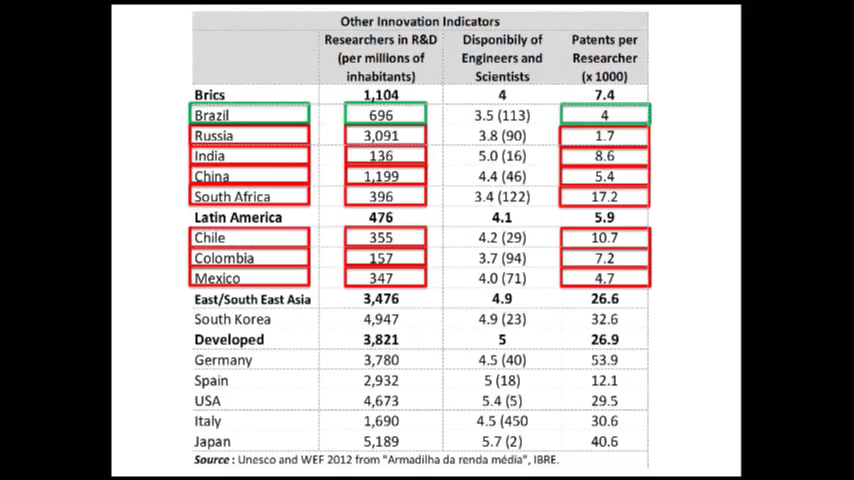 Other Innovation Indicators
Researchers in R&D (per millions of inhabitants) Disponibily of Engineers and Scientists Patents per Researcher (x 1000)
Brics 1,104 4 7.4
Brazil 696 3.5 (113) 4
Russia 3,091 3.8 (90) 1.7
India 136 5.0 (16) 8.6
China 1,199 4.4 (46) 5.4
South Africa 396 3.4 (122) 17.2
Latin America 476 4.1 5.9
Chile 355 4.2 (29) 10.7
Colombia 157 3.7 (94) 7.2
Mexico 347 4.0 (71) 4.7
East/South East Asia 3,476 4.9 26.6
South Korea 4,947 4.9 (23) 32.6
Developed 3,821 5 26.9
Germany 3,780 4.5 (40) 53.9
Spain 2,932 5 (18) 12.1
USA 4,673 5.4 (5) 29.5
Italy 1,690 4.5 (450 30.6
Japan 5,189 5.7 (2) 40.6
Source : Unesco and WEF 2012 from "Armadilha da renda média", IBRE.